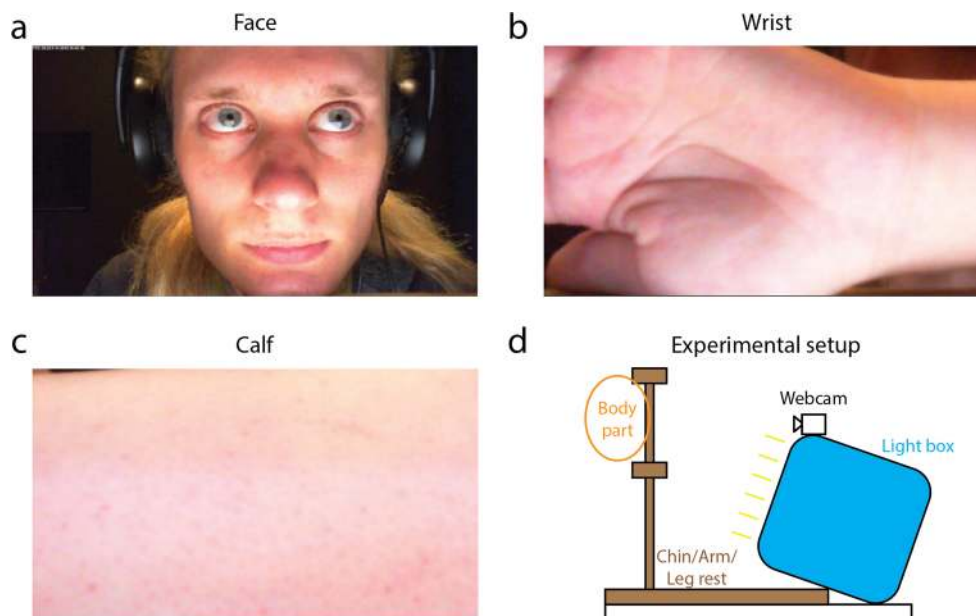 a
Face
b
Wrist
c
Calf
d
Experimental setup
Body
part
Webcam
Light box
Chin/Arm/
Leg rest